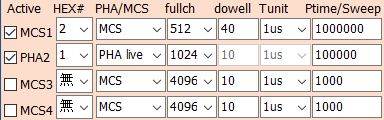 Active HEX# PHA/MCS fullch dowell Tunit Ptime/Sweep
MCS1 2 MCS 512 40 1us 1000000
PHA2 1 PHA live 1024 10 1us 100000
MCS3 無 MCS 4096 10 1us 1000
MCS4 無 MCS 4096 10 1us 1000